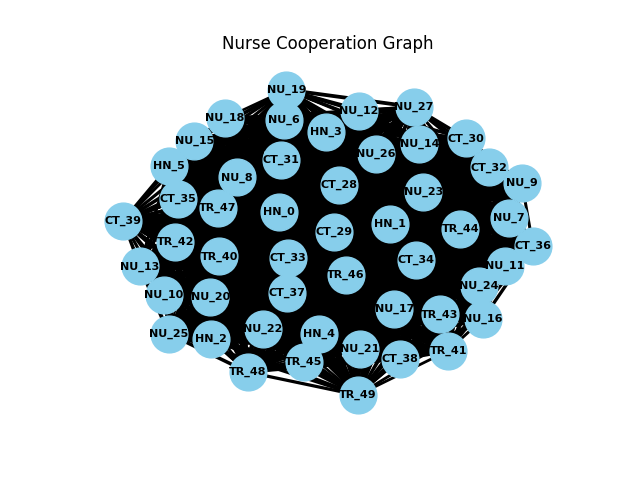 Nurse Cooperation Graph
NU_19
NU_27
NU_12
NU_18
NU_6
HN_3
CT_30
NU_15
NU_14
NU_26
CT_31
HN_5
CT_32
NU_8
NU_9
CT_28
NU_23
CT_35
TR_47
HN_0
NU_7
CT_39
HN_1
TR_44
CT_29
TR_42
CT_36
TR_40
CT_33
CT_34
NU_13
NU_11
TR_46
NU_24
CT_37
NU_10
NU_20
NU_17
TR_43
NU_16
NU_22
NU_25
HN_4
HN_2
NU_21
TR_41
CT_38
TR_45
TR_48
TR_49